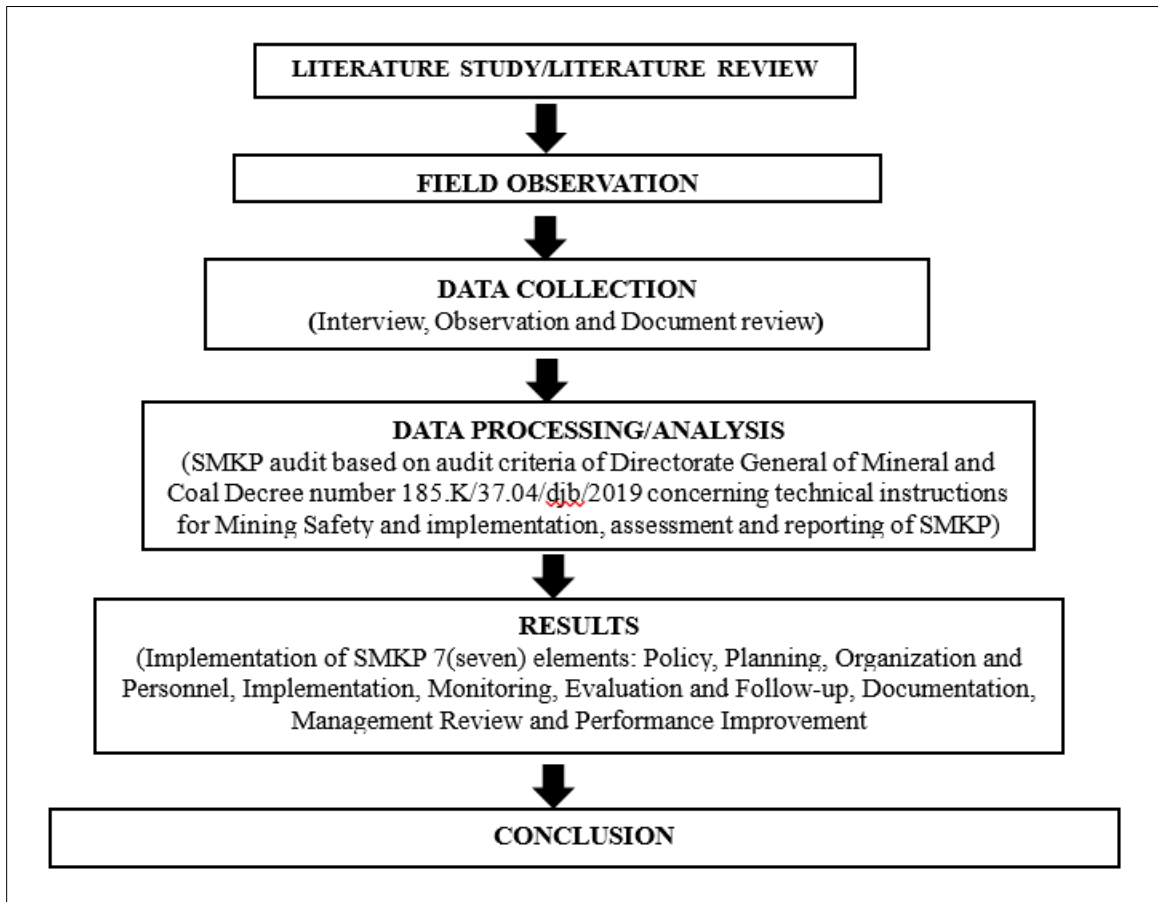 LITERATURE STUDY/LITERATURE REVIEW
FIELD OBSERVATION
DATA COLLECTION
(Interview, Observation and Document review)
DATA PROCESSING/ANALYSIS
(SMKP audit based on audit criteria of Directorate General of Mineral and
Coal Decree number 185.K/37.04/djb/2019 concerning technical instructions
for Mining Safety and implementation, assessment and reporting of SMKP)
RESULTS
(Implementation of SMKP 7(seven) elements: Policy, Planning, Organization and
Personnel, Implementation, Monitoring, Evaluation and Follow-up, Documentation,
Management Review and Performance Improvement
CONCLUSION